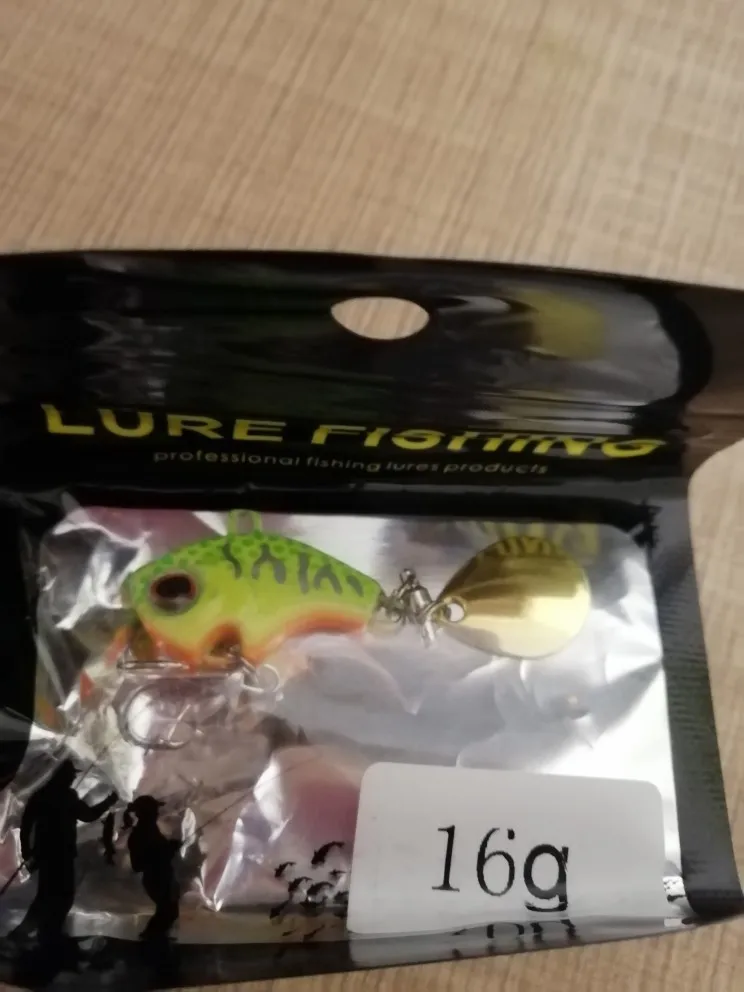 LURE FISHING
professional fishing lures products
16g